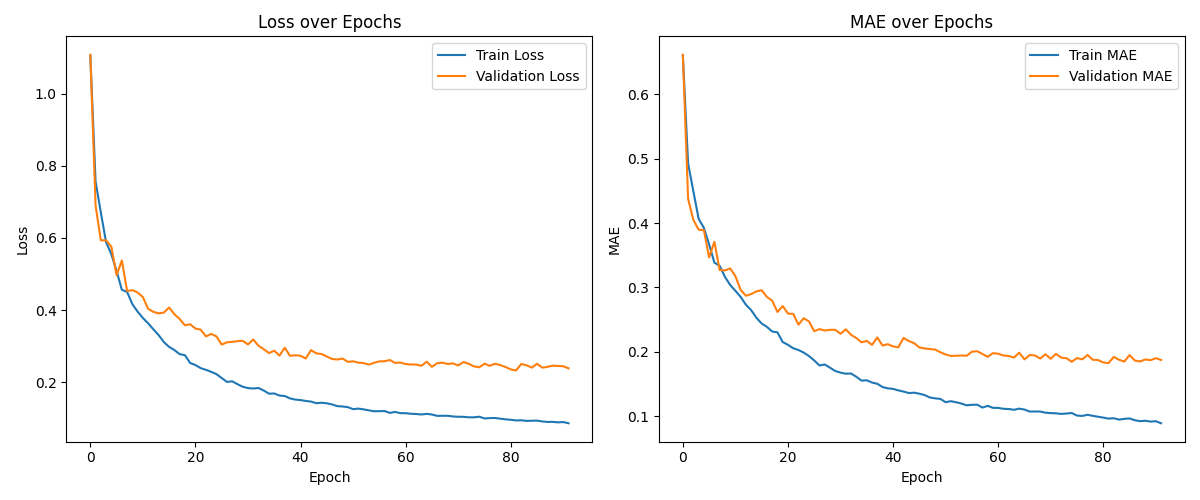 Loss over Epochs
Train Loss
Validation Loss
Loss
1.0
0.8
0.6
0.4
0.2
0 20 40 60 80
Epoch
MAE over Epochs
Train MAE
Validation MAE
MAE
0.6
0.5
0.4
0.3
0.2
0.1
0 20 40 60 80
Epoch